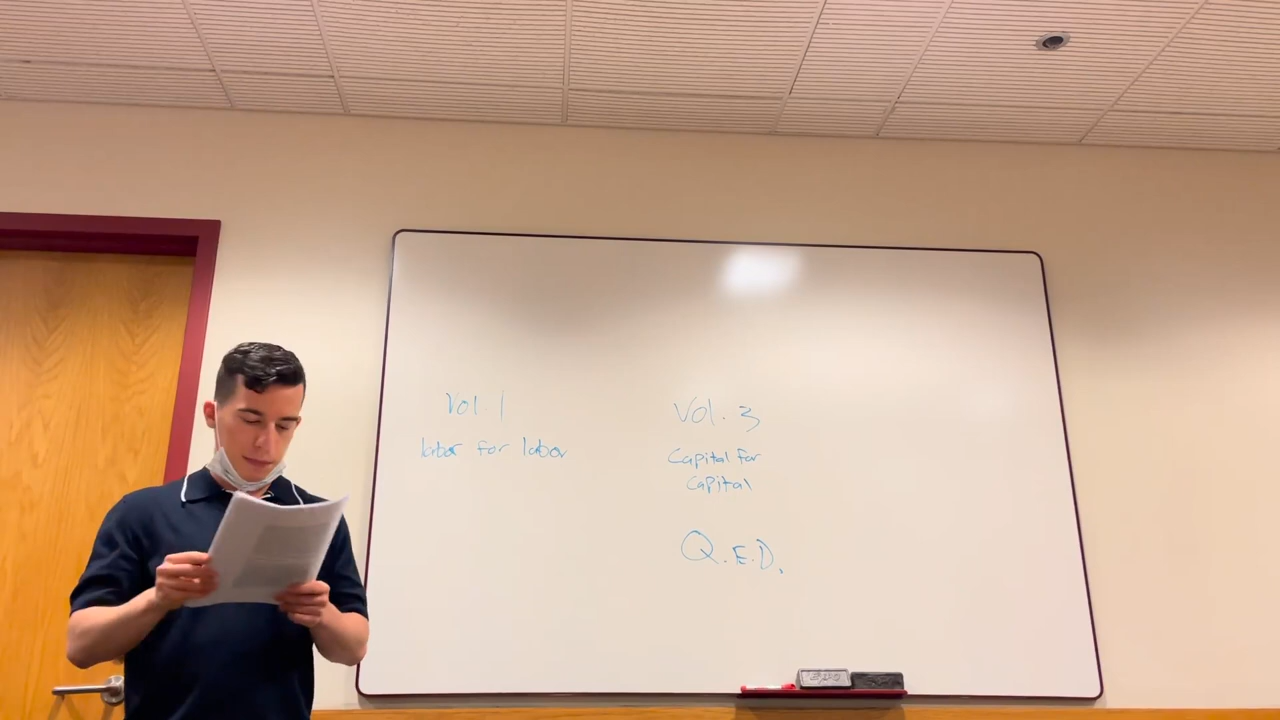 Vol. 1
labor for labor
Vol. 3
Capital for
Capital
Q.E.D.